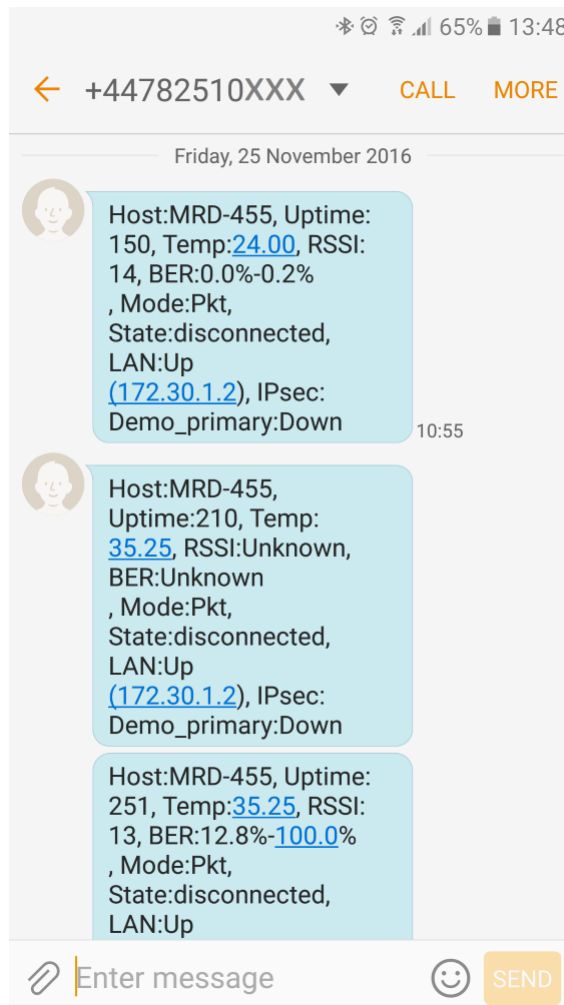 65% 13:48
+44782510XXX CALL MORE
Friday, 25 November 2016
Host:MRD-455, Uptime:
150, Temp:24.00, RSSI:
14, BER:0.0%-0.2%
, Mode:Pkt,
State:disconnected,
LAN:Up
(172.30.1.2), IPsec:
Demo_primary:Down
10:55
Host:MRD-455,
Uptime:210, Temp:
35.25, RSSI:Unknown,
BER:Unknown
, Mode:Pkt,
State:disconnected,
LAN:Up
(172.30.1.2), IPsec:
Demo_primary:Down
Host:MRD-455, Uptime:
251, Temp:35.25, RSSI:
13, BER:12.8%-100.0%
, Mode:Pkt,
State:disconnected,
LAN:Up
Enter message SEND